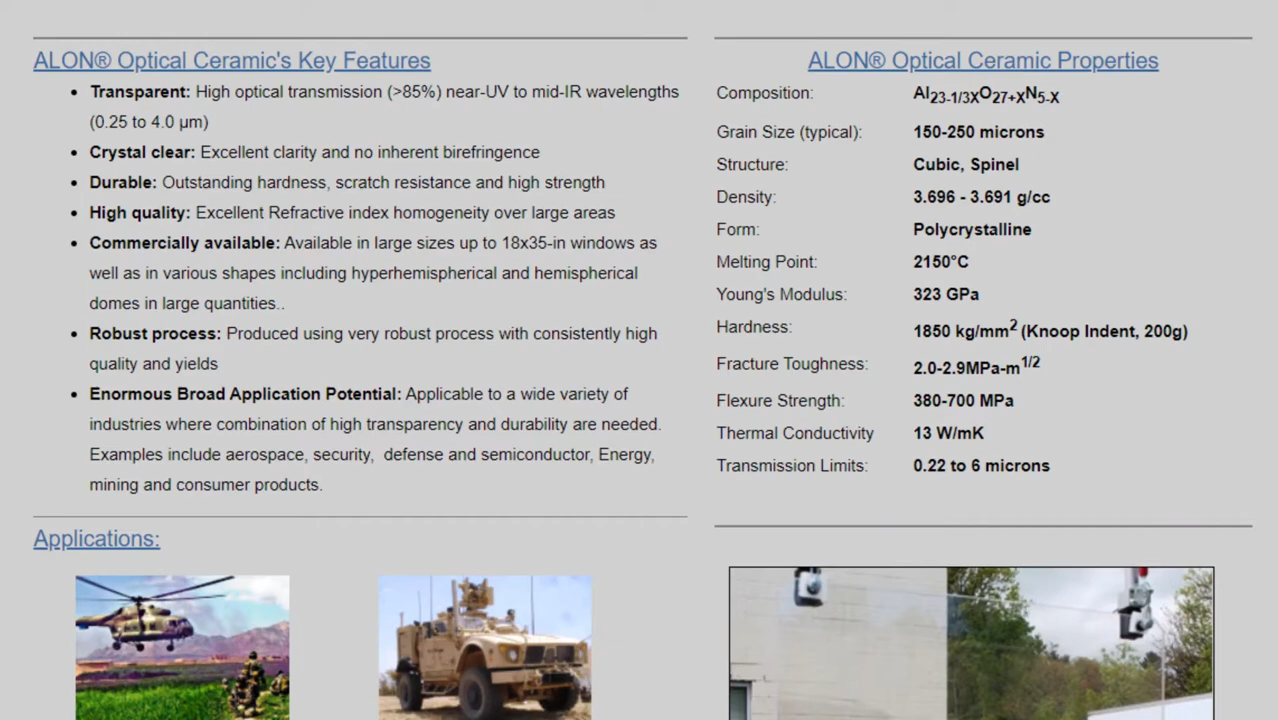 ALON® Optical Ceramic's Key Features
Transparent: High optical transmission (>85%) near-UV to mid-IR wavelengths
(0.25 to 4.0 μm)
Crystal clear: Excellent clarity and no inherent birefringence
Durable: Outstanding hardness, scratch resistance and high strength
High quality: Excellent Refractive index homogeneity over large areas
Commercially available: Available in large sizes up to 18x35-in windows as
well as in various shapes including hyperhemispherical and hemispherical
domes in large quantities..
Robust process: Produced using very robust process with consistently high
quality and yields
Enormous Broad Application Potential: Applicable to a wide variety of
industries where combination of high transparency and durability are needed.
Examples include aerospace, security, defense and semiconductor, Energy,
mining and consumer products.
Applications:
ALON® Optical Ceramic Properties
Composition: Al23-1/3XO27+XN5-X
Grain Size (typical): 150-250 microns
Structure: Cubic, Spinel
Density: 3.696 - 3.691 g/cc
Form: Polycrystalline
Melting Point: 2150°C
Young's Modulus: 323 GPa
Hardness: 1850 kg/mm2 (Knoop Indent, 200g)
Fracture Toughness: 2.0-2.9MPa-m1/2
Flexure Strength: 380-700 MPa
Thermal Conductivity 13 W/mK
Transmission Limits: 0.22 to 6 microns